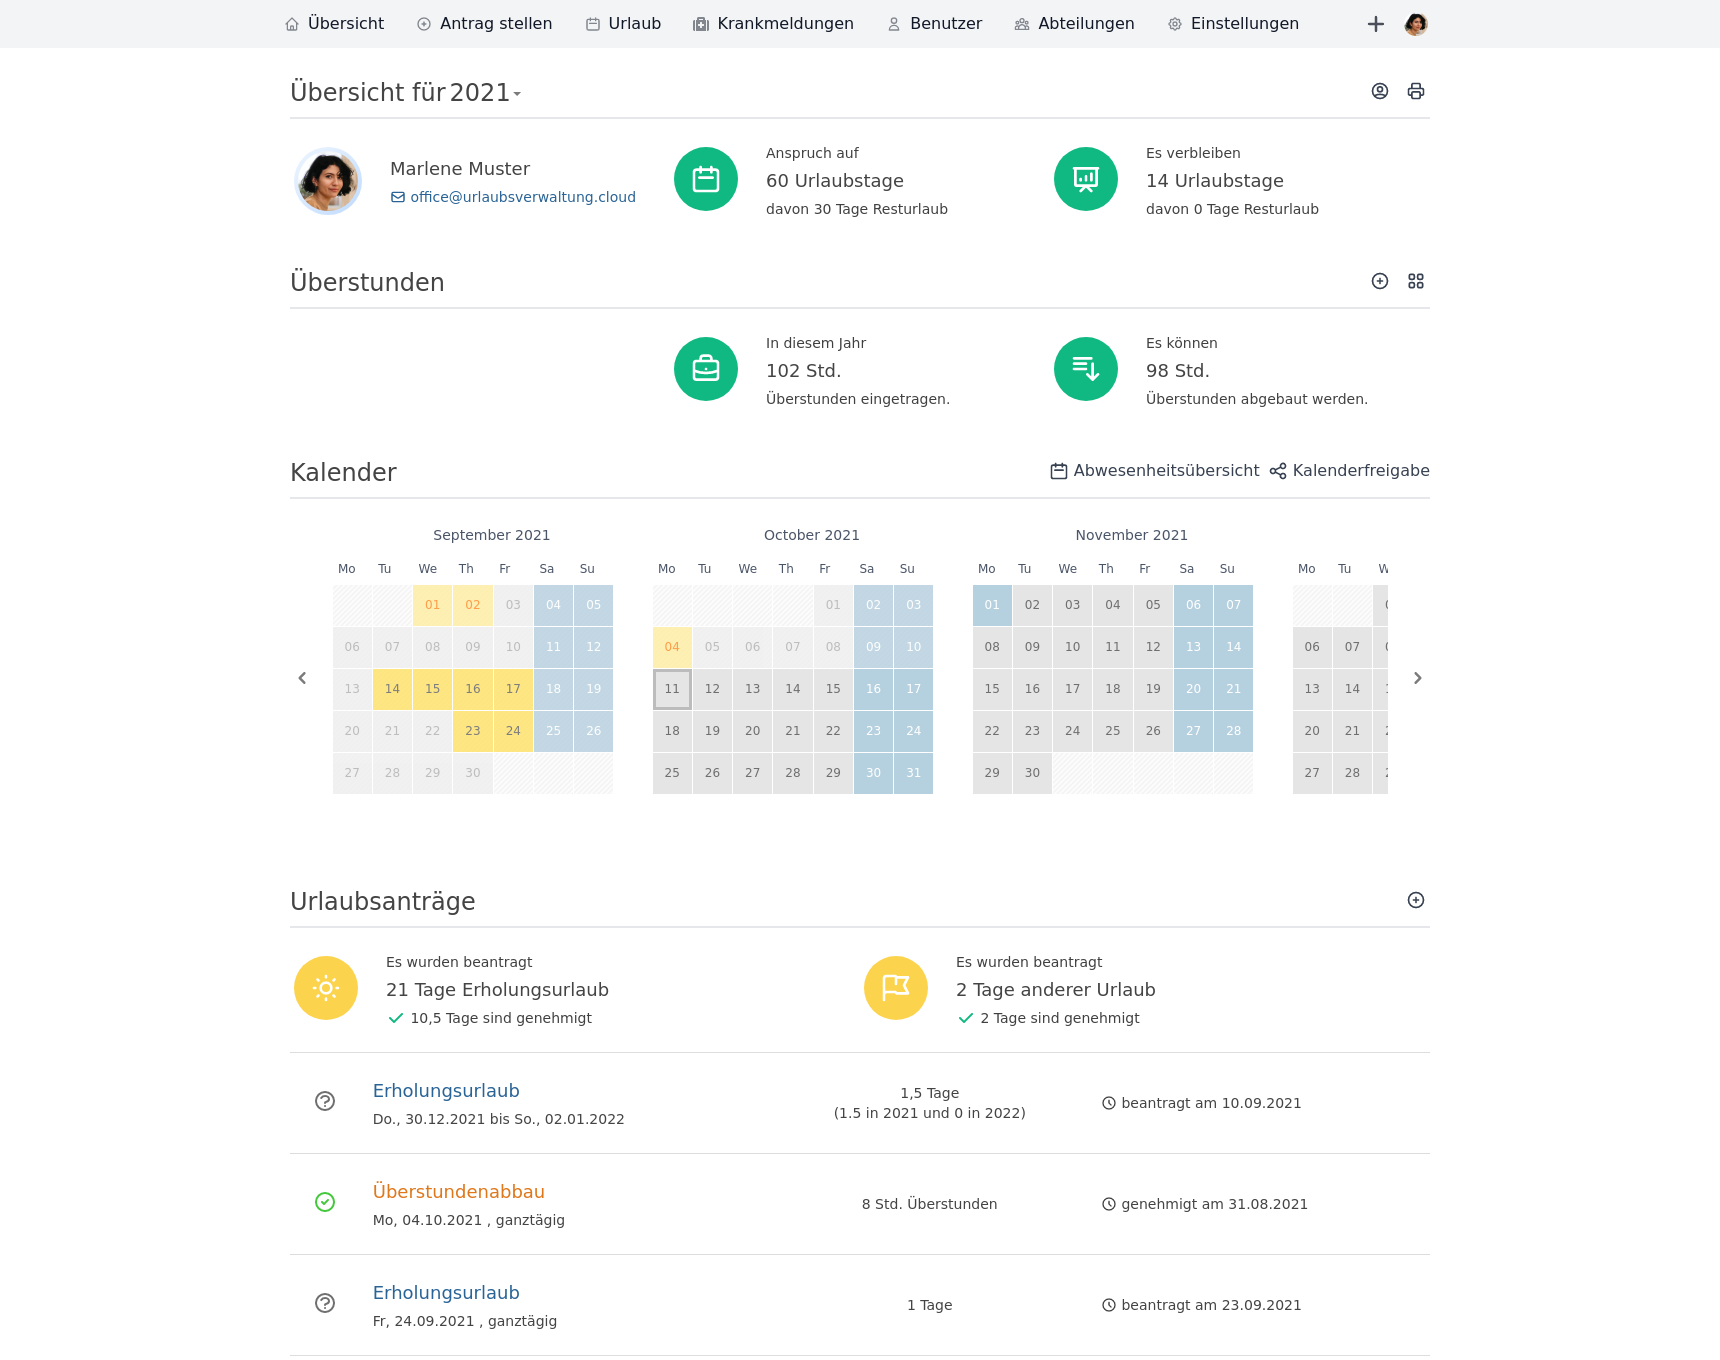 Übersicht Antrag stellen Urlaub Krankmeldungen Benutzer Abteilungen Einstellungen
Übersicht für 2021
Marlene Muster
office@urlaubsverwaltung.cloud
Anspruch auf
60 Urlaubstage
davon 30 Tage Resturlaub
Es verbleiben
14 Urlaubstage
davon 0 Tage Resturlaub
Überstunden
In diesem Jahr
102 Std.
Überstunden eingetragen.
Es können
98 Std.
Überstunden abgebaut werden.
Kalender
Abwesenheitsübersicht Kalenderfreigabe
September 2021
Mo Tu We Th Fr Sa Su
01 02 03 04 05
06 07 08 09 10 11 12
13 14 15 16 17 18 19
20 21 22 23 24 25 26
27 28 29 30
October 2021
Mo Tu We Th Fr Sa Su
01 02 03
04 05 06 07 08 09 10
11 12 13 14 15 16 17
18 19 20 21 22 23 24
25 26 27 28 29 30 31
November 2021
Mo Tu We Th Fr Sa Su
01 02 03 04 05 06 07
08 09 10 11 12 13 14
15 16 17 18 19 20 21
22 23 24 25 26 27 28
29 30
Mo Tu
06 07
13 14
20 21
27 28
Urlaubsanträge
Es wurden beantragt
21 Tage Erholungsurlaub
10,5 Tage sind genehmigt
Es wurden beantragt
2 Tage anderer Urlaub
2 Tage sind genehmigt
Erholungsurlaub
Do., 30.12.2021 bis So., 02.01.2022
1,5 Tage
(1.5 in 2021 und 0 in 2022)
beantragt am 10.09.2021
Überstundenabbau
Mo, 04.10.2021 , ganztägig
8 Std. Überstunden
genehmigt am 31.08.2021
Erholungsurlaub
Fr, 24.09.2021 , ganztägig
1 Tage
beantragt am 23.09.2021